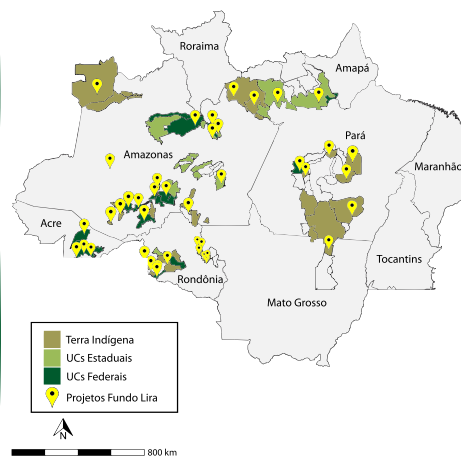 Roraima
Amapá
Amazonas
Pará
Maranhão
Acre
Rondônia
Tocantins
Mato Grosso
Terra Indígena
UCs Estaduais
UCs Federais
Projetos Fundo Lira
N
800 km